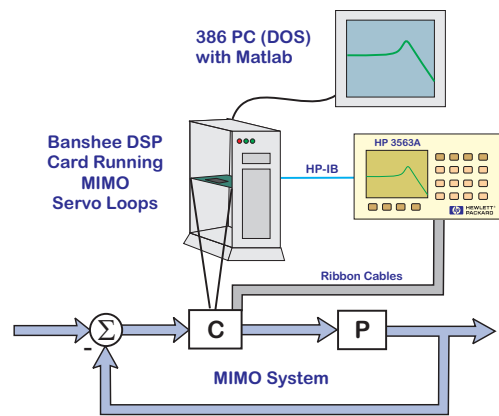 386 PC (DOS)
with Matlab
Banshee DSP
Card Running
MIMO
Servo Loops
HP-IB
HP 3563A
hp
HEWLETT
PACKARD
Ribbon Cables
Σ
-
C
P
MIMO System